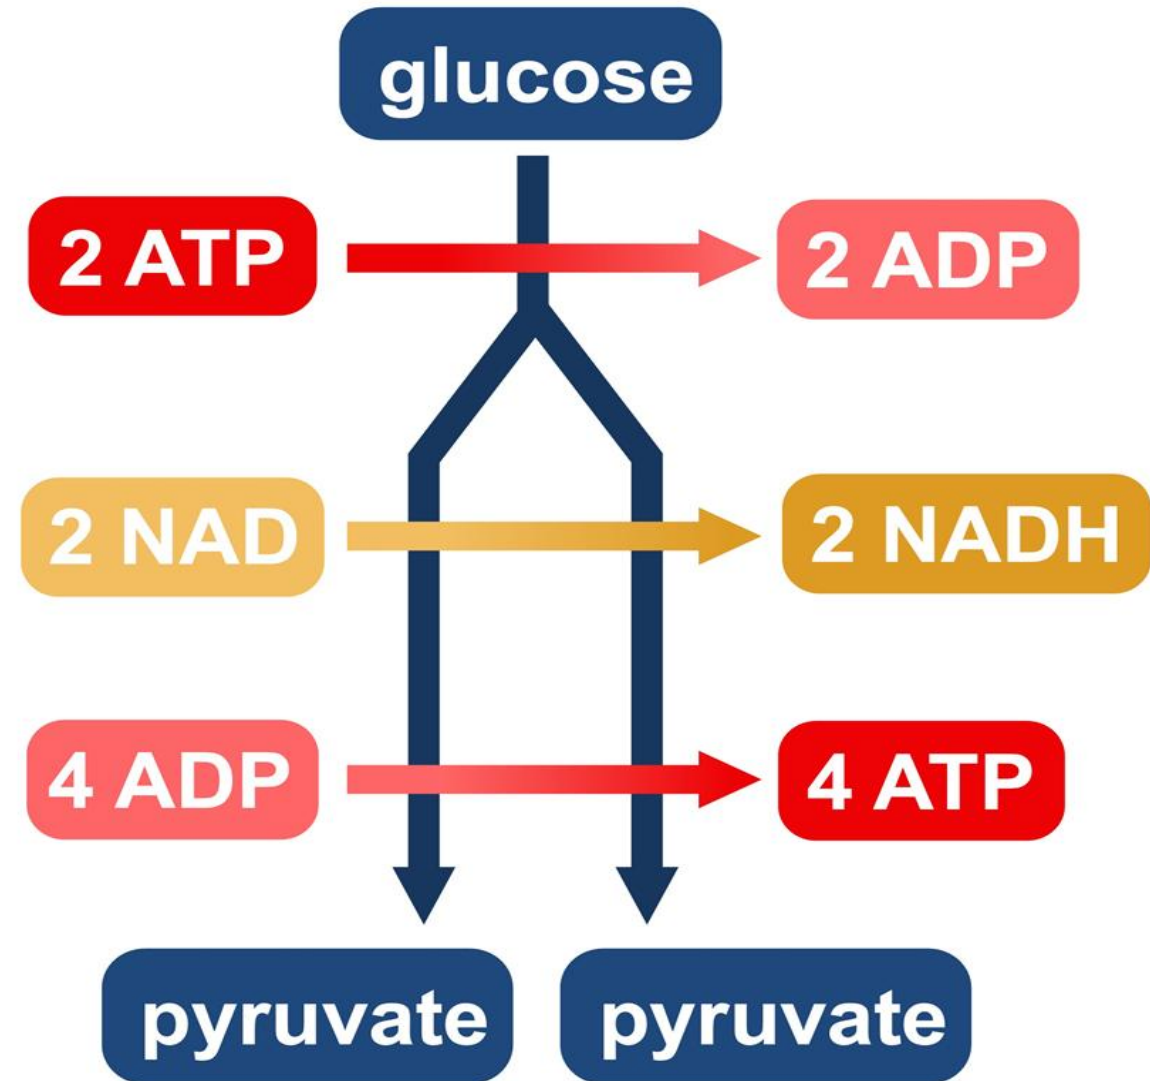 glucose
2 ATP
2 ADP
2 NAD
2 NADH
4 ADP
4 ATP
pyruvate
pyruvate